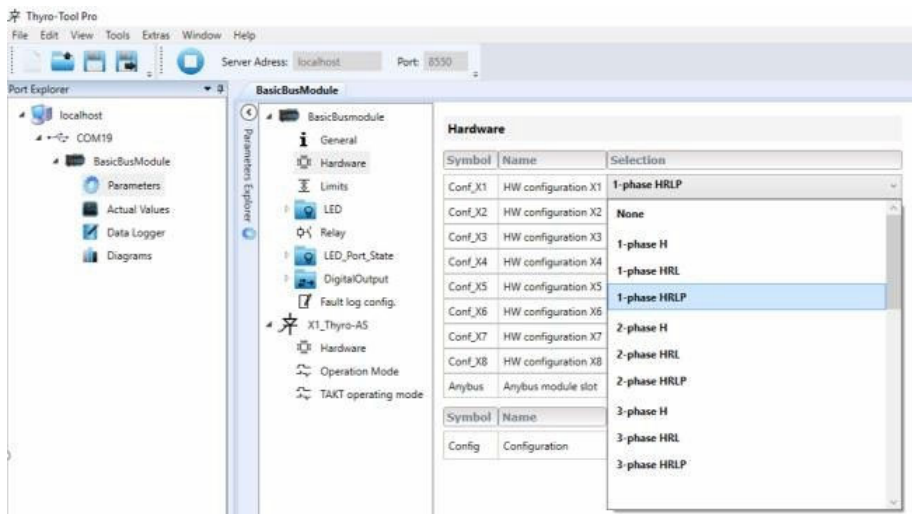 Thyro-Tool Pro
File Edit View Tools Extras Window Help
Server Adress: localhost Port: 8550
Port Explorer
localhost
COM19
BasicBusModule
Parameters
Actual Values
Data Logger
Diagrams
BasicBusModule
Parameters Explorer
BasicBusmodule
General
Hardware
Limits
LED
Relay
LED_Port_State
DigitalOutput
Fault log config.
X1_Thyro-AS
Hardware
Operation Mode
TAKT operating mode
Hardware
Symbol Name Selection
Conf_X1 HW configuration X1 1-phase HRLP
Conf_X2 HW configuration X2
Conf_X3 HW configuration X3
Conf_X4 HW configuration X4
Conf_X5 HW configuration X5
Conf_X6 HW configuration X6
Conf_X7 HW configuration X7
Conf_X8 HW configuration X8
Anybus Anybus module slot
Symbol Name
Config Configuration
None
1-phase H
1-phase HRL
1-phase HRLP
2-phase H
2-phase HRL
2-phase HRLP
3-phase H
3-phase HRL
3-phase HRLP